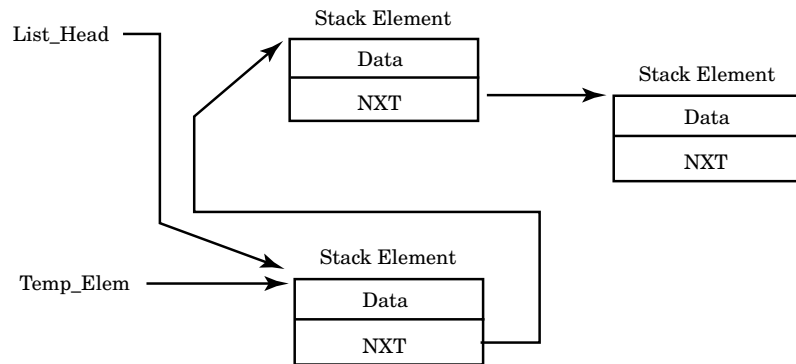 Stack Element
List_Head
Data
NXT
Stack Element
Data
NXT
Stack Element
Temp_Elem
Data
NXT